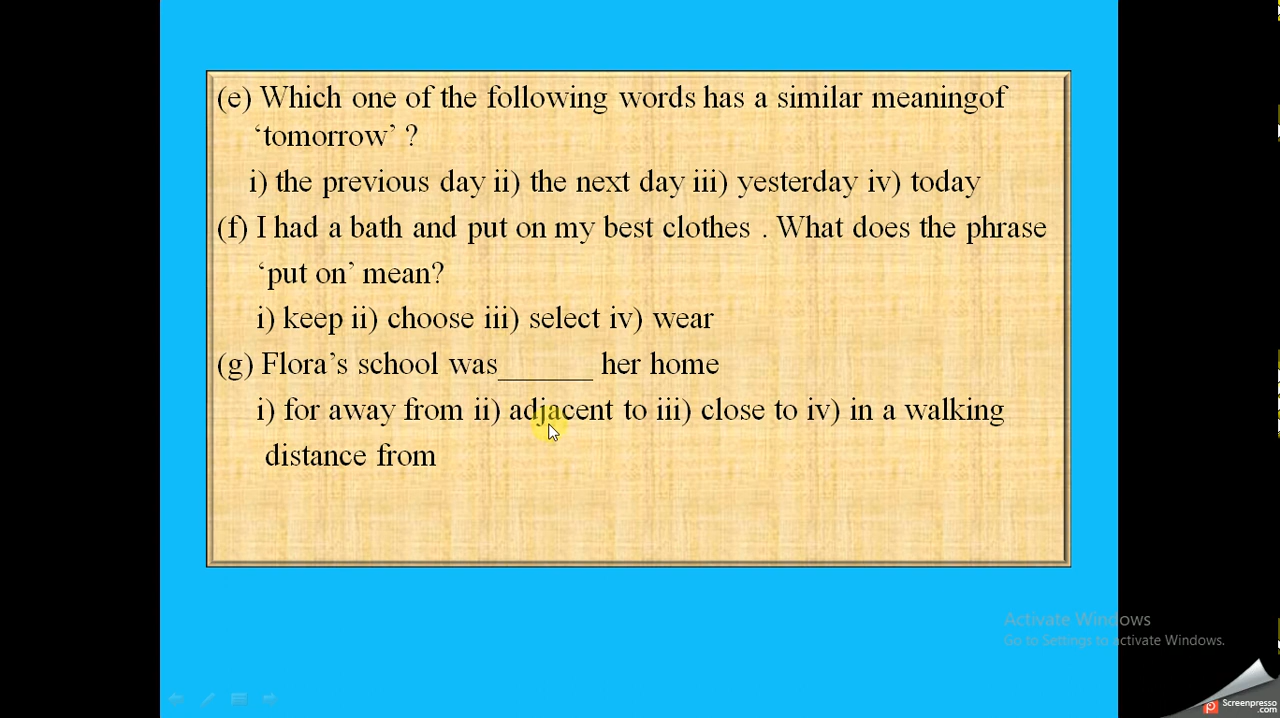 (e) Which one of the following words has a similar meaningof
‘tomorrow’ ?
i) the previous day ii) the next day iii) yesterday iv) today
(f) I had a bath and put on my best clothes . What does the phrase
‘put on’ mean?
i) keep ii) choose iii) select iv) wear
(g) Flora’s school was______ her home
i) for away from ii) adjacent to iii) close to iv) in a walking
distance from
Activate Windows
Go to Settings to activate Windows.
Screenpresso
.com